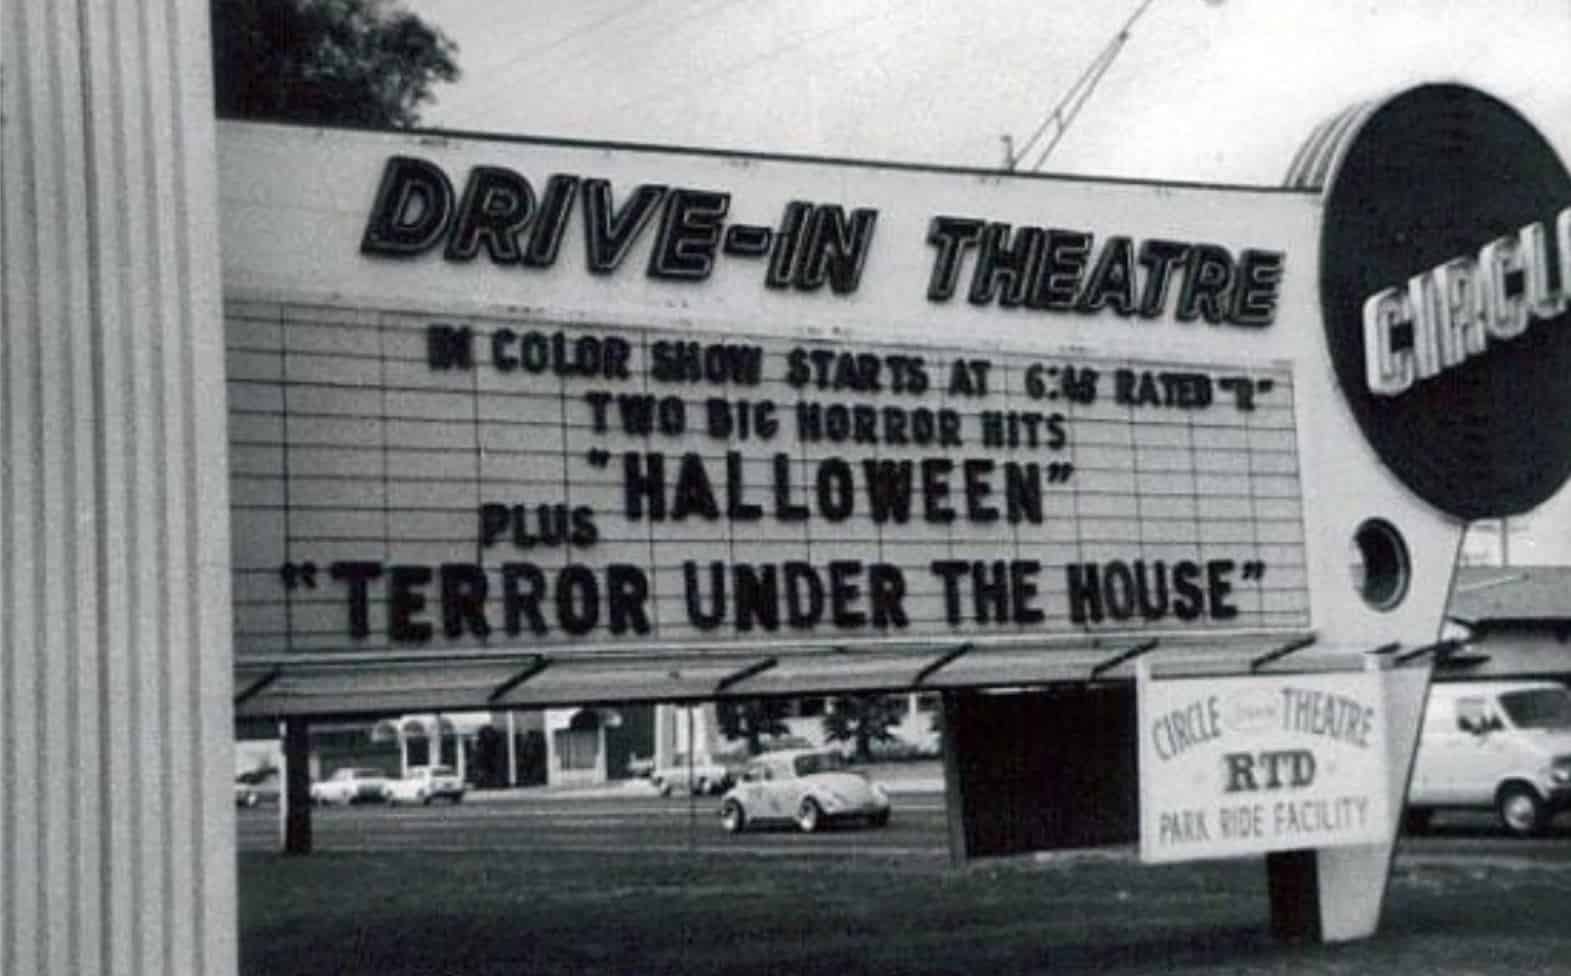 DRIVE-IN THEATRE
CIRCLE
IN COLOR SHOW STARTS AT 6:45 RATED "R"
TWO BIG HORROR HITS
"HALLOWEEN"
PLUS
"TERROR UNDER THE HOUSE"
CIRCLE THEATRE
RTD
PARK RIDE FACILITY